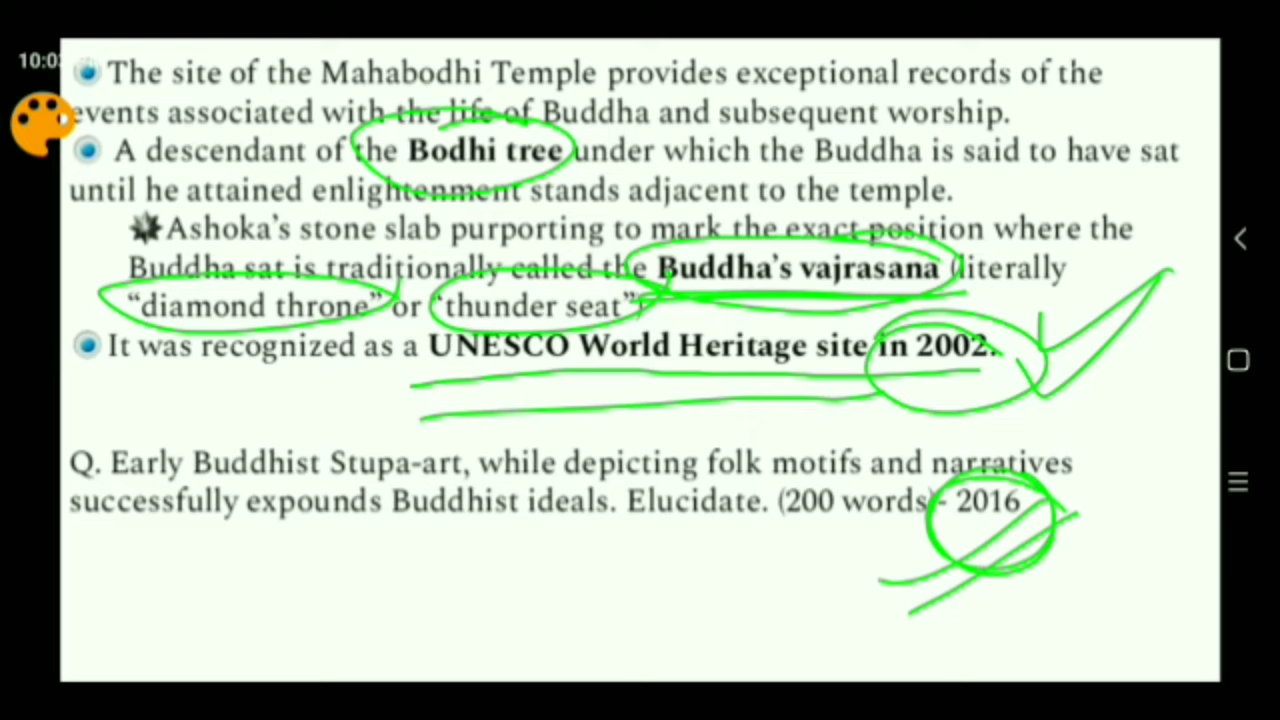 10:0
The site of the Mahabodhi Temple provides exceptional records of the
events associated with the life of Buddha and subsequent worship.
A descendant of the Bodhi tree under which the Buddha is said to have sat
until he attained enlightenment stands adjacent to the temple.
Ashoka’s stone slab purporting to mark the exact position where the
Buddha sat is traditionally called the Buddha’s vajrasana (literally
“diamond throne” or “thunder seat”)
It was recognized as a UNESCO World Heritage site in 2002.
Q. Early Buddhist Stupa-art, while depicting folk motifs and narratives
successfully expounds Buddhist ideals. Elucidate. (200 words)- 2016